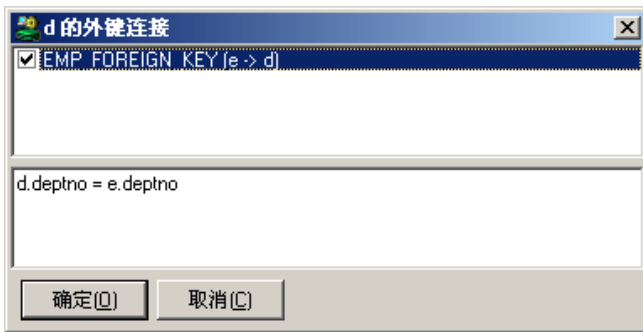 d 的外键连接
EMP_FOREIGN_KEY (e -> d)
d.deptno = e.deptno
确定(O) 取消(C)